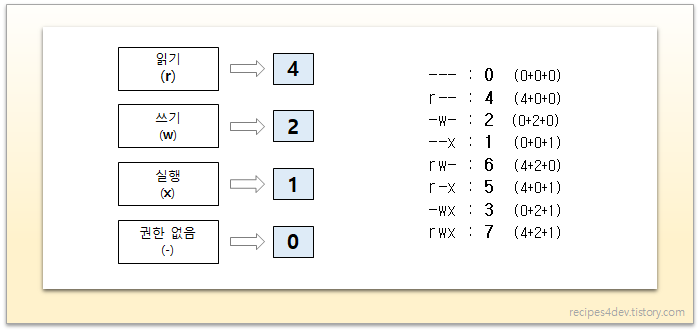 읽기
(r)
4
쓰기
(w)
2
실행
(x)
1
권한 없음
(-)
0
--- : 0 (0+0+0)
r-- : 4 (4+0+0)
-w- : 2 (0+2+0)
--x : 1 (0+0+1)
rw- : 6 (4+2+0)
r-x : 5 (4+0+1)
-wx : 3 (0+2+1)
rwx : 7 (4+2+1)
recipes4dev.tistory.com